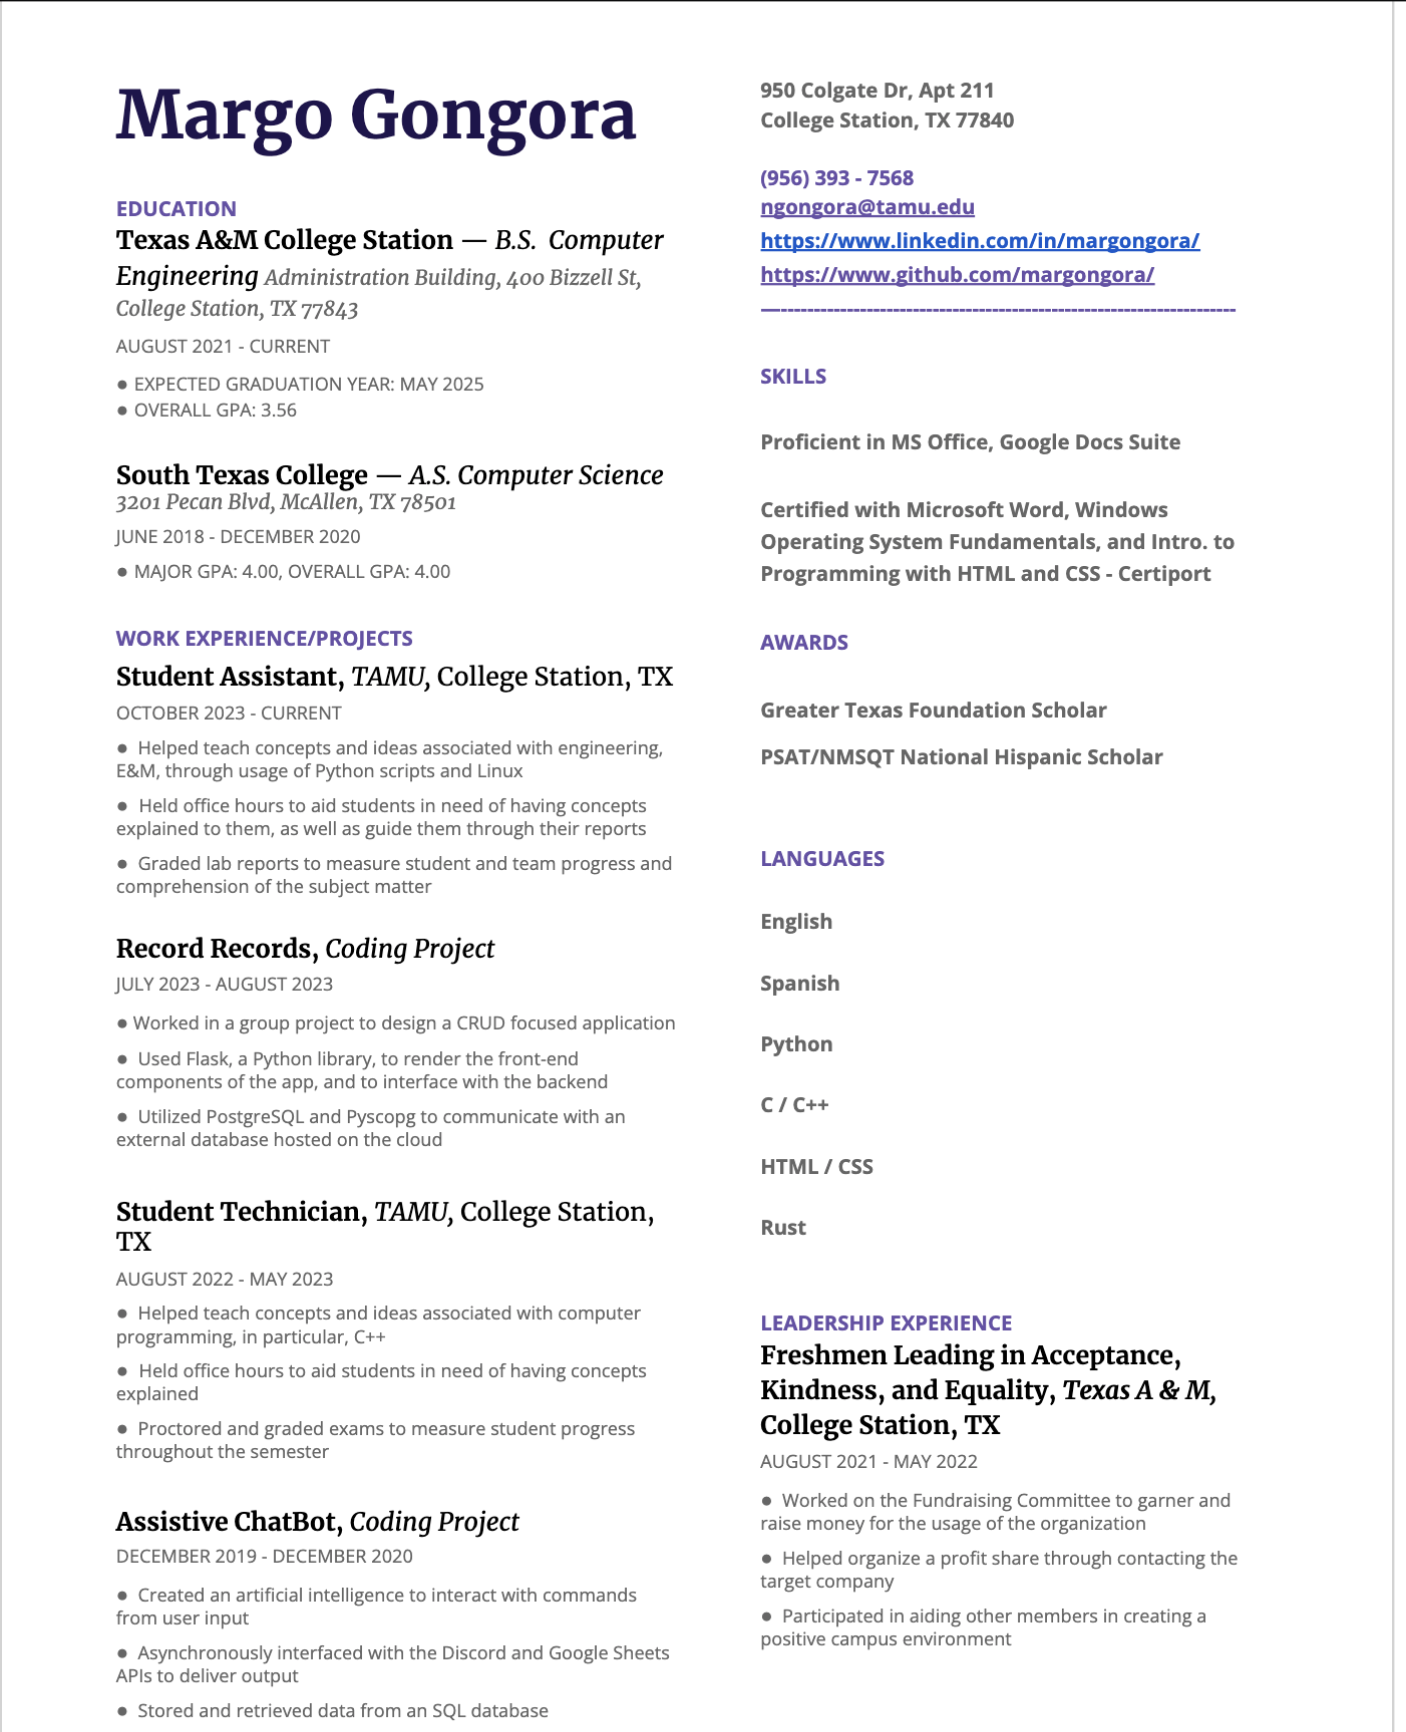 Margo Gongora
EDUCATION
Texas A&M College Station — B.S. Computer
Engineering Administration Building, 400 Bizzell St,
College Station, TX 77843
AUGUST 2021 - CURRENT
● EXPECTED GRADUATION YEAR: MAY 2025
● OVERALL GPA: 3.56
South Texas College — A.S. Computer Science
3201 Pecan Blvd, McAllen, TX 78501
JUNE 2018 - DECEMBER 2020
● MAJOR GPA: 4.00, OVERALL GPA: 4.00
WORK EXPERIENCE/PROJECTS
Student Assistant, TAMU, College Station, TX
OCTOBER 2023 - CURRENT
● Helped teach concepts and ideas associated with engineering,
E&M, through usage of Python scripts and Linux
● Held office hours to aid students in need of having concepts
explained to them, as well as guide them through their reports
● Graded lab reports to measure student and team progress and
comprehension of the subject matter
Record Records, Coding Project
JULY 2023 - AUGUST 2023
● Worked in a group project to design a CRUD focused application
● Used Flask, a Python library, to render the front-end
components of the app, and to interface with the backend
● Utilized PostgreSQL and Pyscopg to communicate with an
external database hosted on the cloud
Student Technician, TAMU, College Station,
TX
AUGUST 2022 - MAY 2023
● Helped teach concepts and ideas associated with computer
programming, in particular, C++
● Held office hours to aid students in need of having concepts
explained
● Proctored and graded exams to measure student progress
throughout the semester
Assistive ChatBot, Coding Project
DECEMBER 2019 - DECEMBER 2020
● Created an artificial intelligence to interact with commands
from user input
● Asynchronously interfaced with the Discord and Google Sheets
APIs to deliver output
● Stored and retrieved data from an SQL database
950 Colgate Dr, Apt 211
College Station, TX 77840
(956) 393 - 7568
ngongora@tamu.edu
https://www.linkedin.com/in/margongora/
https://www.github.com/margongora/
—---------------------------------------------------------------------
SKILLS
Proficient in MS Office, Google Docs Suite
Certified with Microsoft Word, Windows
Operating System Fundamentals, and Intro. to
Programming with HTML and CSS - Certiport
AWARDS
Greater Texas Foundation Scholar
PSAT/NMSQT National Hispanic Scholar
LANGUAGES
English
Spanish
Python
C / C++
HTML / CSS
Rust
LEADERSHIP EXPERIENCE
Freshmen Leading in Acceptance,
Kindness, and Equality, Texas A & M,
College Station, TX
AUGUST 2021 - MAY 2022
● Worked on the Fundraising Committee to garner and
raise money for the usage of the organization
● Helped organize a profit share through contacting the
target company
● Participated in aiding other members in creating a
positive campus environment